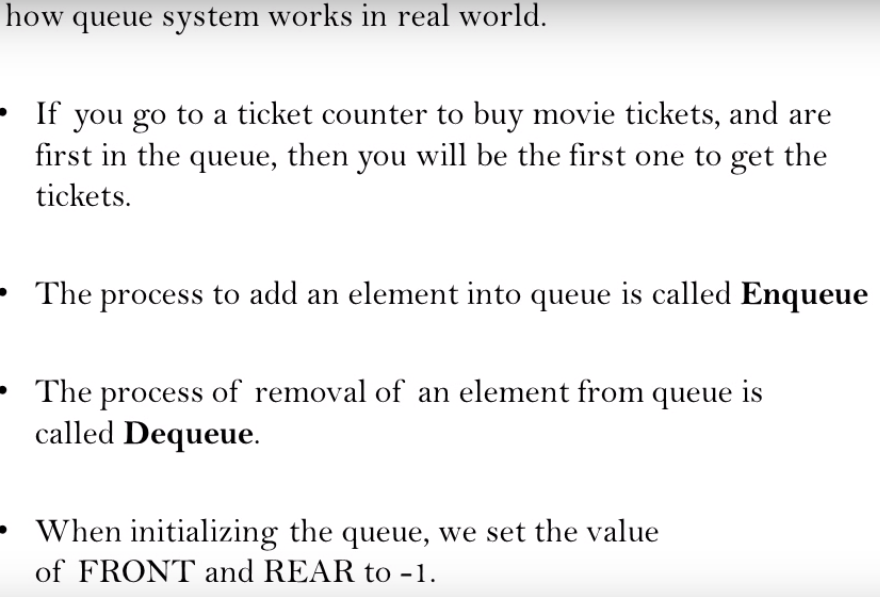 how queue system works in real world.
• If you go to a ticket counter to buy movie tickets, and are
first in the queue, then you will be the first one to get the
tickets.
• The process to add an element into queue is called Enqueue
• The process of removal of an element from queue is
called Dequeue.
• When initializing the queue, we set the value
of FRONT and REAR to -1.